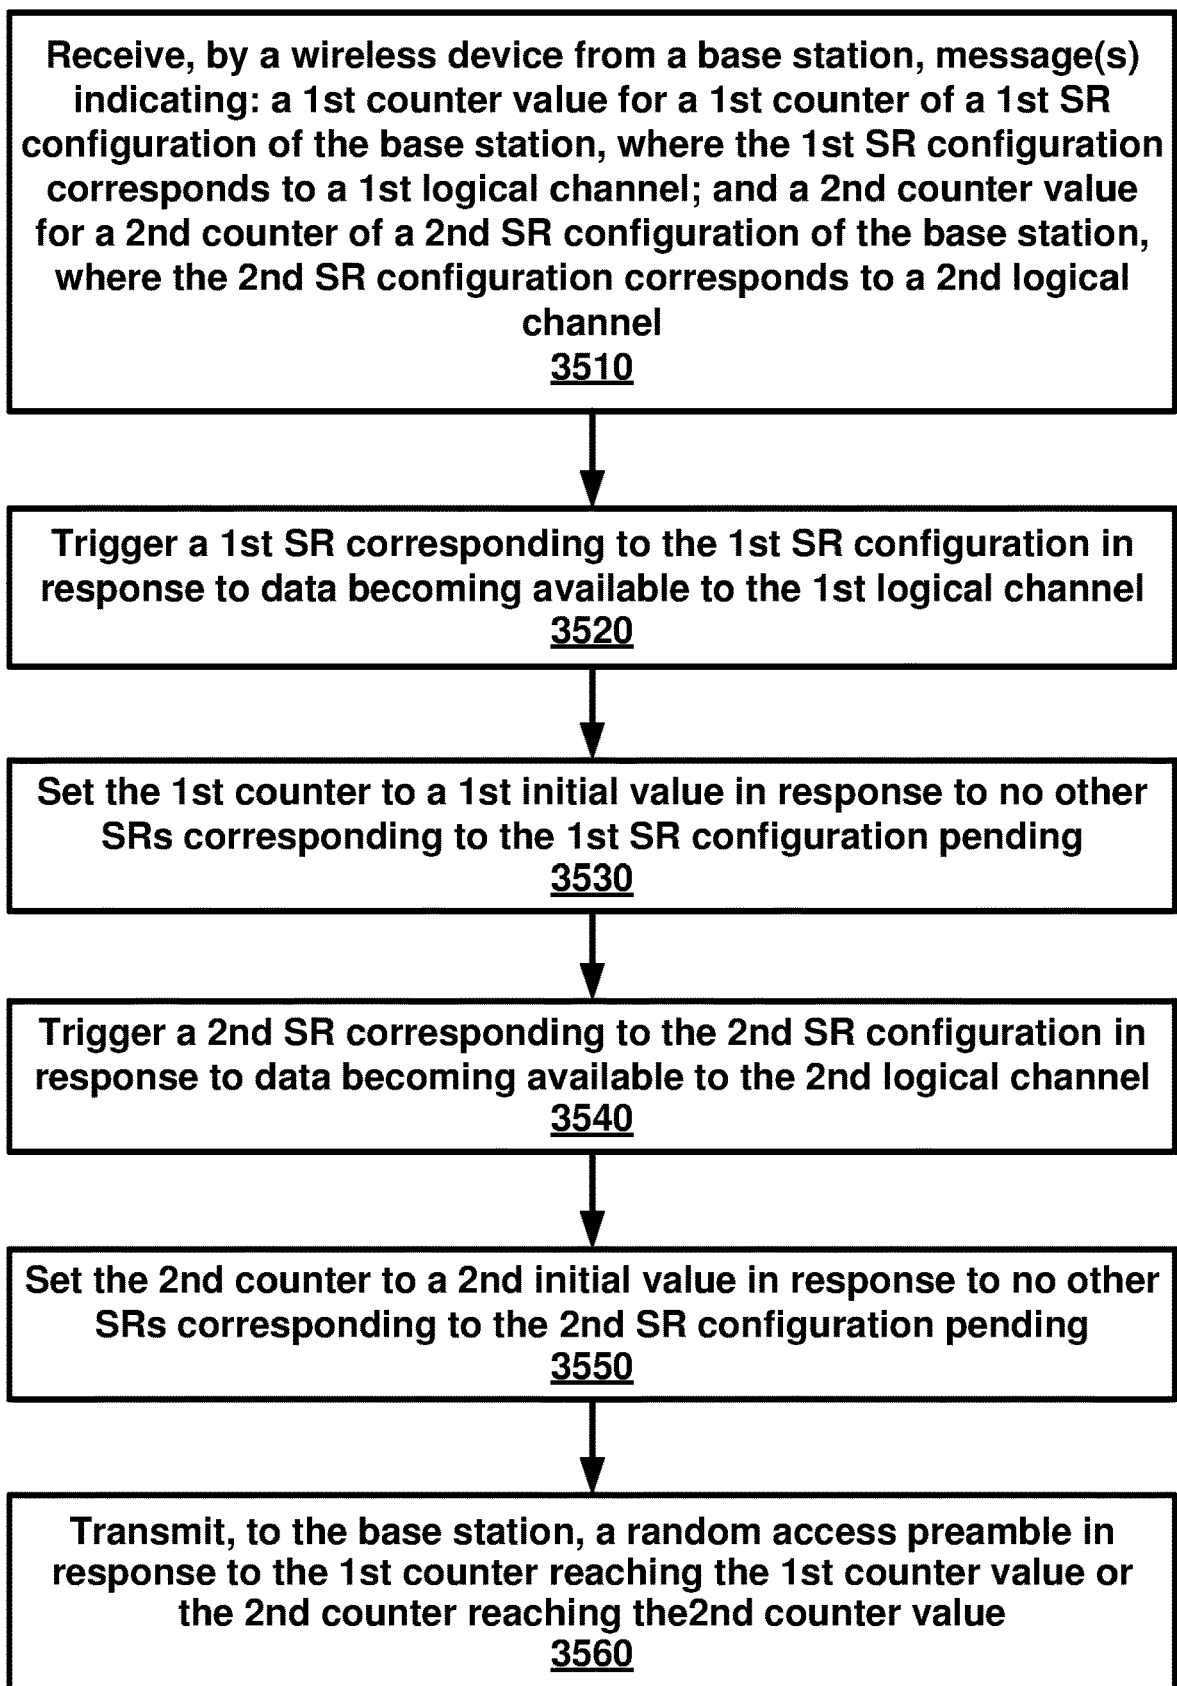 Receive, by a wireless device from a base station, message(s)
indicating: a 1st counter value for a 1st counter of a 1st SR
configuration of the base station, where the 1st SR configuration
corresponds to a 1st logical channel; and a 2nd counter value
for a 2nd counter of a 2nd SR configuration of the base station,
where the 2nd SR configuration corresponds to a 2nd logical
channel
3510
Trigger a 1st SR corresponding to the 1st SR configuration in
response to data becoming available to the 1st logical channel
3520
Set the 1st counter to a 1st initial value in response to no other
SRs corresponding to the 1st SR configuration pending
3530
Trigger a 2nd SR corresponding to the 2nd SR configuration in
response to data becoming available to the 2nd logical channel
3540
Set the 2nd counter to a 2nd initial value in response to no other
SRs corresponding to the 2nd SR configuration pending
3550
Transmit, to the base station, a random access preamble in
response to the 1st counter reaching the 1st counter value or
the 2nd counter reaching the2nd counter value
3560